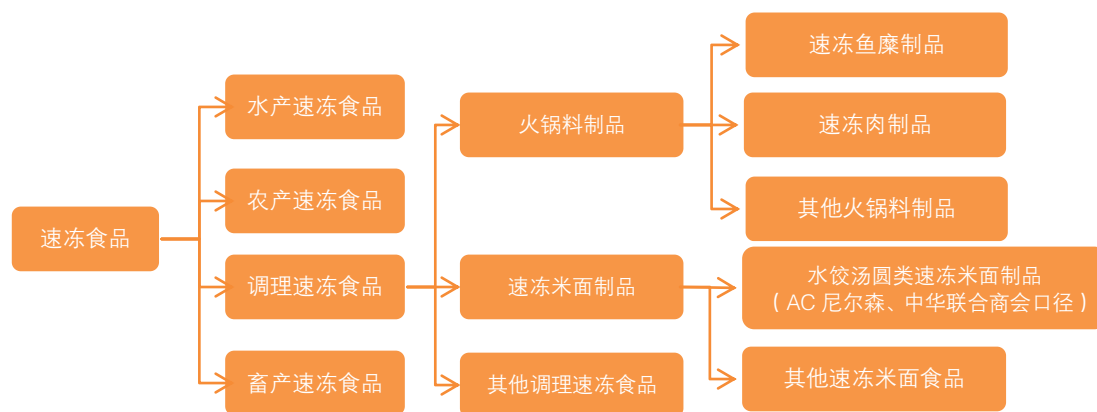 速冻食品
水产速冻食品
农产速冻食品
调理速冻食品
畜产速冻食品
火锅料制品
速冻米面制品
其他调理速冻食品
速冻鱼糜制品
速冻肉制品
其他火锅料制品
水饺汤圆类速冻米面制品
（AC 尼尔森、中华联合商会口径）
其他速冻米面食品